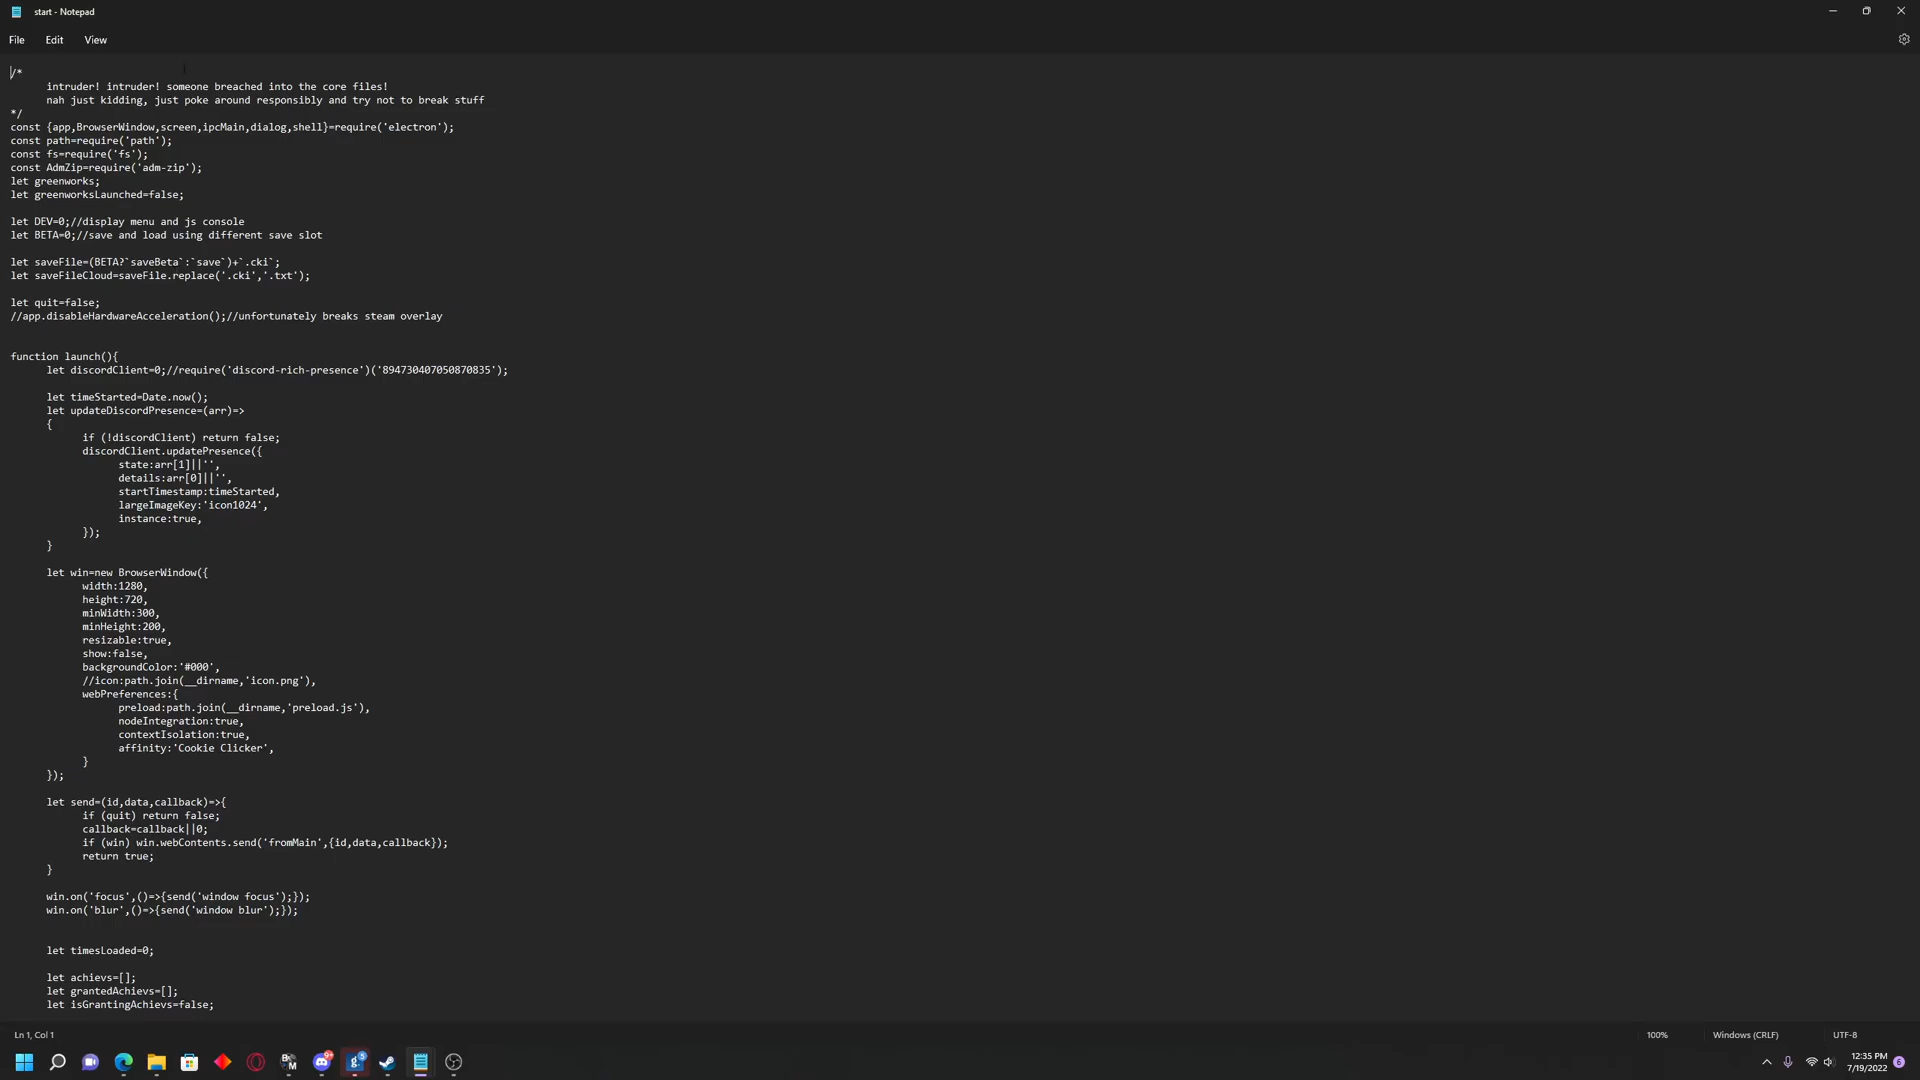 start - Notepad
File Edit View
/*
intruder! intruder! someone breached into the core files!
nah just kidding, just poke around responsibly and try not to break stuff
*/
const {app,BrowserWindow,screen,ipcMain,dialog,shell}=require('electron');
const path=require('path');
const fs=require('fs');
const AdmZip=require('adm-zip');
let greenworks;
let greenworksLaunched=false;
let DEV=0;//display menu and js console
let BETA=0;//save and load using different save slot
let saveFile=(BETA?`saveBeta`:`save`)+`.cki`;
let saveFileCloud=saveFile.replace('.cki','.txt');
let quit=false;
//app.disableHardwareAcceleration();//unfortunately breaks steam overlay
function launch(){
let discordClient=0;//require('discord-rich-presence')('894730407050870835');
let timeStarted=Date.now();
let updateDiscordPresence=(arr)=>
{
if (!discordClient) return false;
discordClient.updatePresence({
state:arr[1]||'',
details:arr[0]||'',
startTimestamp:timeStarted,
largeImageKey:'icon1024',
instance:true,
});
}
let win=new BrowserWindow({
width:1280,
height:720,
minWidth:300,
minHeight:200,
resizable:true,
show:false,
backgroundColor:'#000',
//icon:path.join(__dirname,'icon.png'),
webPreferences:{
preload:path.join(__dirname,'preload.js'),
nodeIntegration:true,
contextIsolation:true,
affinity:'Cookie Clicker',
}
});
let send=(id,data,callback)=>{
if (quit) return false;
callback=callback||0;
if (win) win.webContents.send('fromMain',{id,data,callback});
return true;
}
win.on('focus',()=>{send('window focus');});
win.on('blur',()=>{send('window blur');});
let timesLoaded=0;
let achievs=[];
let grantedAchievs=[];
let isGrantingAchievs=false;
Ln 1, Col 1
100%
Windows (CRLF)
UTF-8
12:35 PM
7/19/2022
6